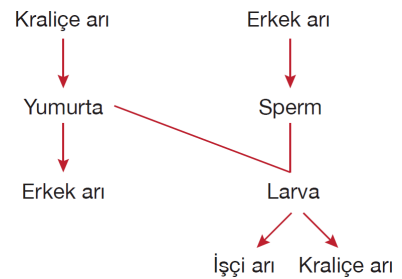 Kraliçe arı Erkek arı
Yumurta Sperm
Erkek arı Larva
İşçi arı Kraliçe arı